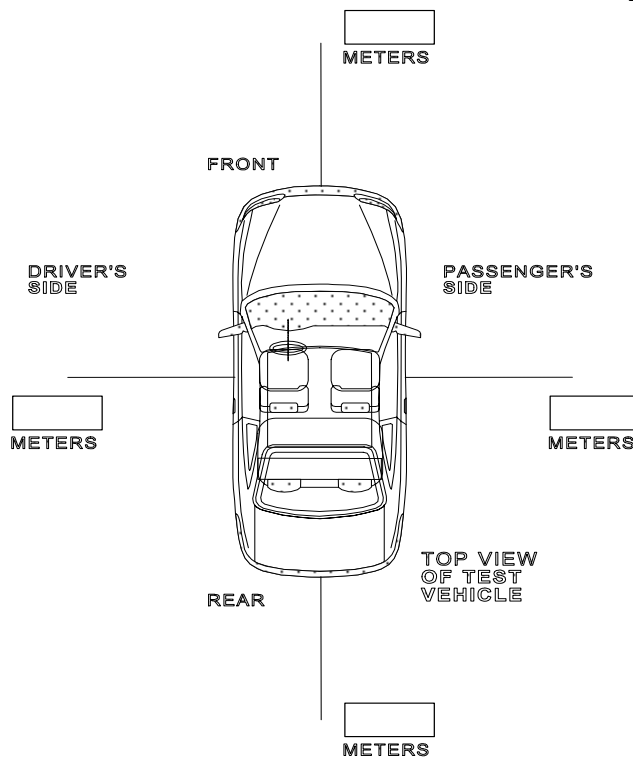 METERS
FRONT
DRIVER'S
SIDE
PASSENGER'S
SIDE
METERS
METERS
TOP VIEW
OF TEST
VEHICLE
REAR
METERS